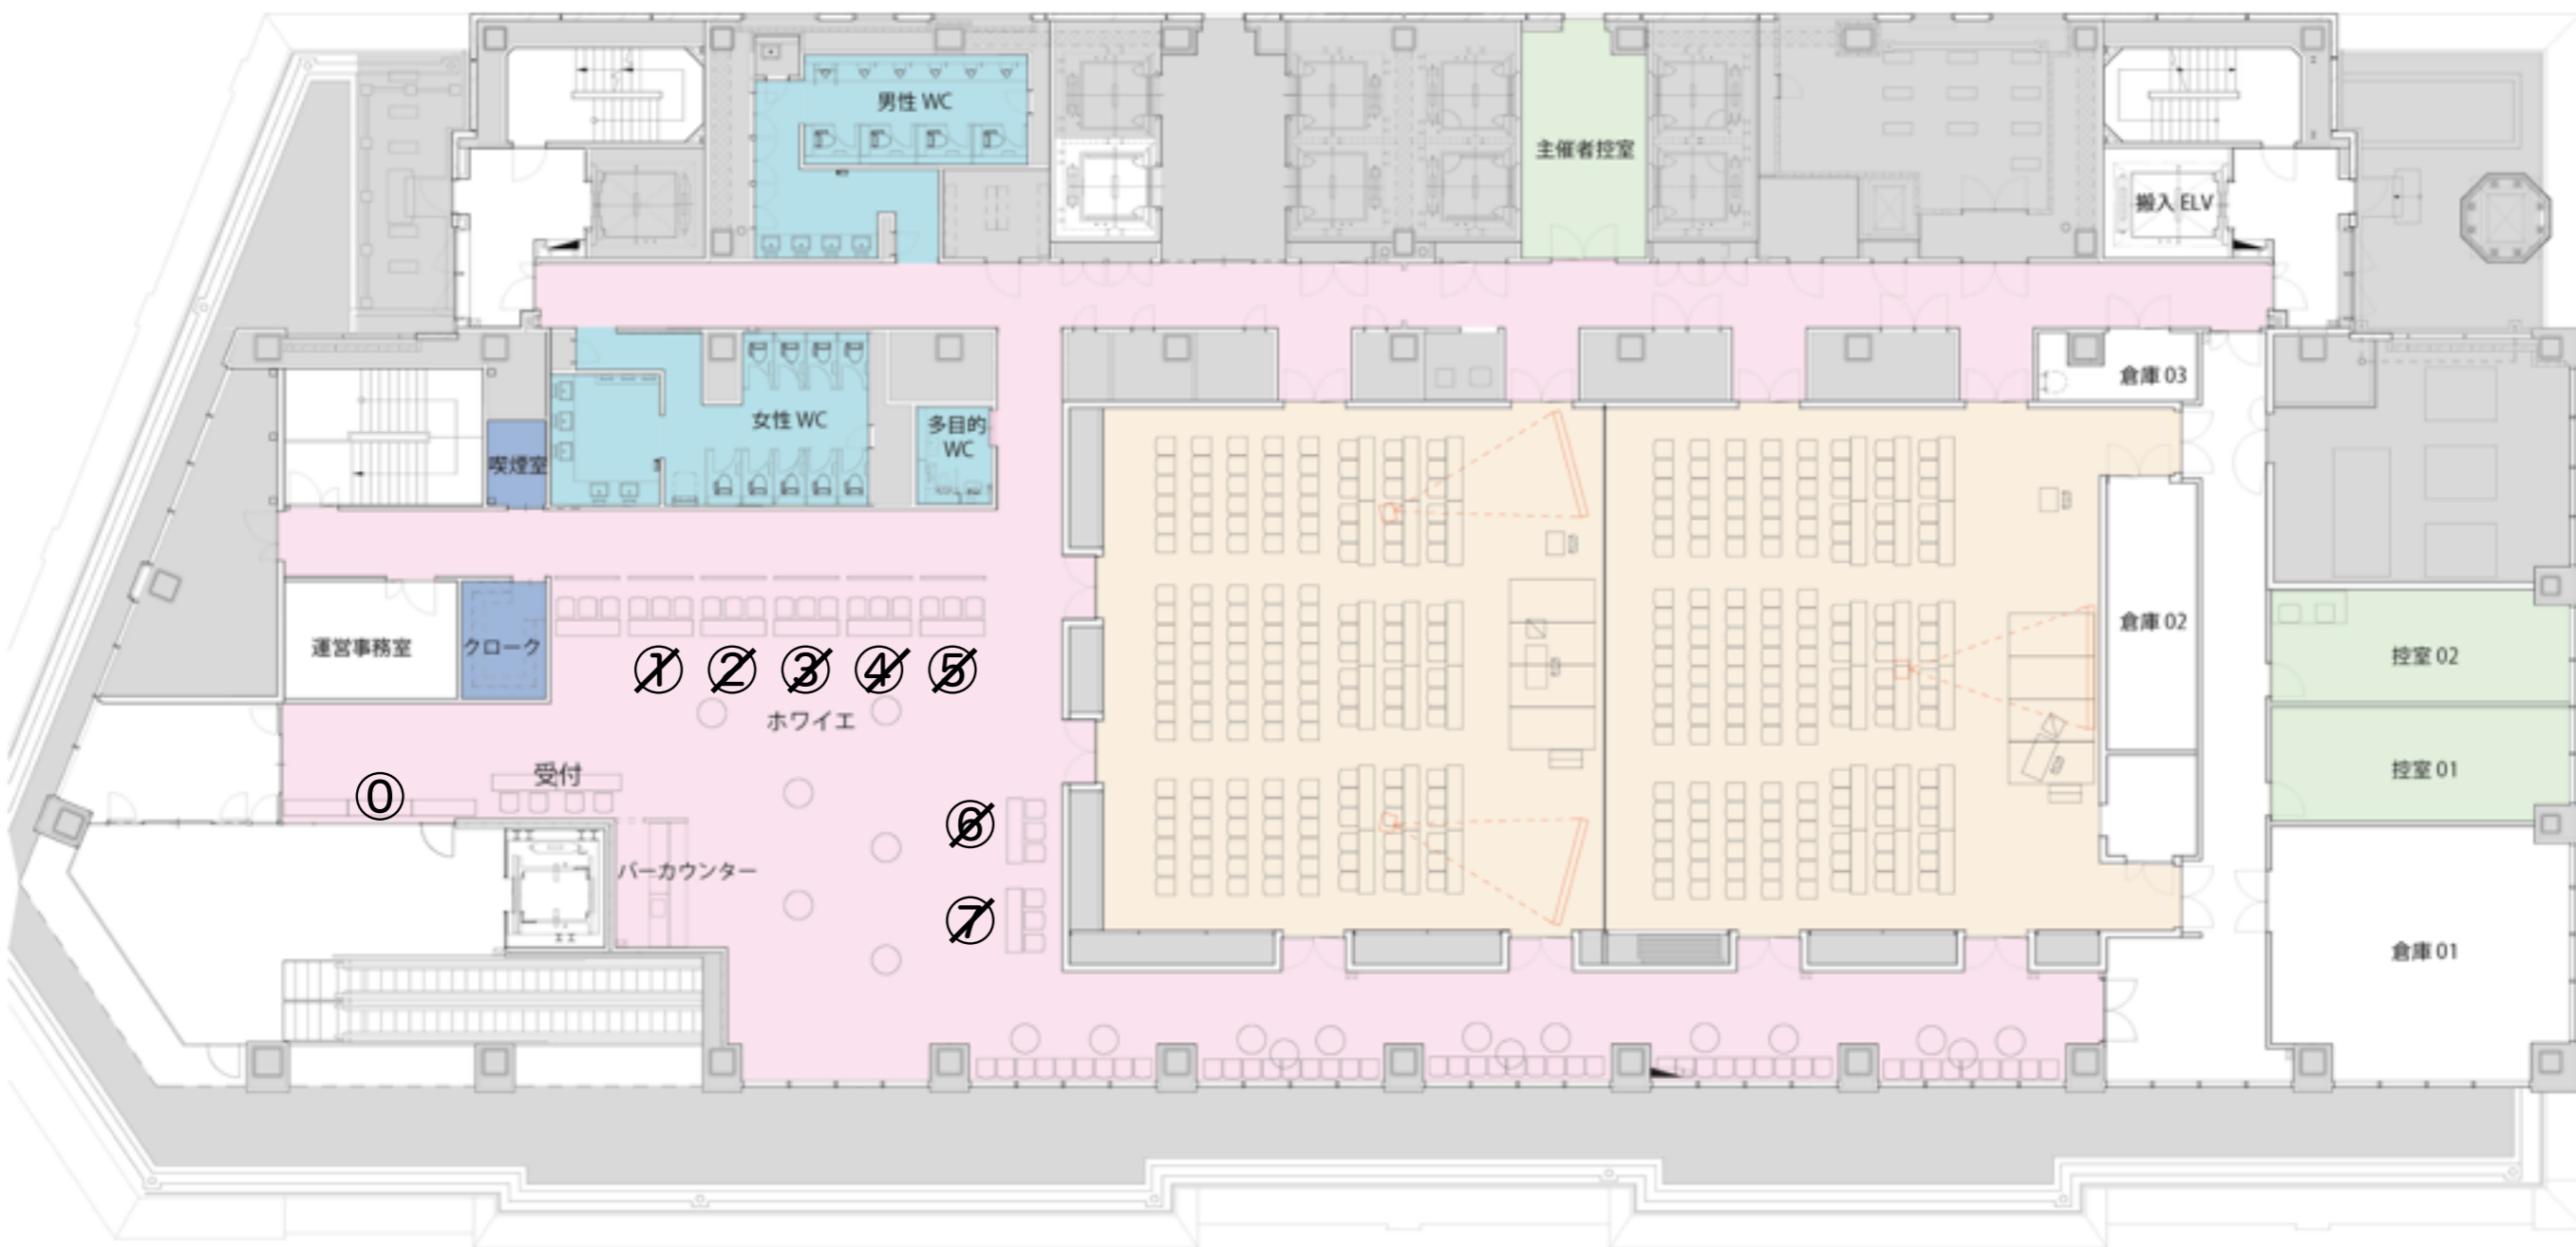 男性 WC
主催者控室
搬入 ELV
倉庫 03
女性 WC
多目的
WC
喫煙室
運営事務室
クローク
倉庫 02
控室 02
① ② ③ ④ ⑤
ホワイエ
控室 01
受付
⓪
⑥
バーカウンター
⑦
倉庫 01